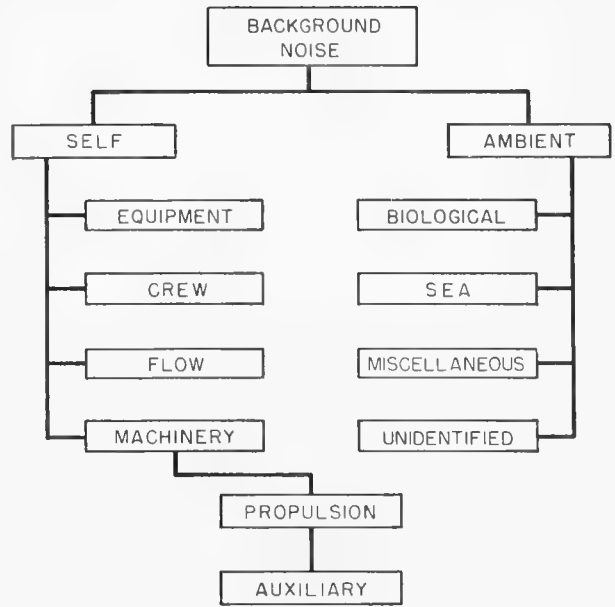 BACKGROUND
NOISE
SELF
AMBIENT
EQUIPMENT
BIOLOGICAL
CREW
SEA
FLOW
MISCELLANEOUS
MACHINERY
UNIDENTIFIED
PROPULSION
AUXILIARY